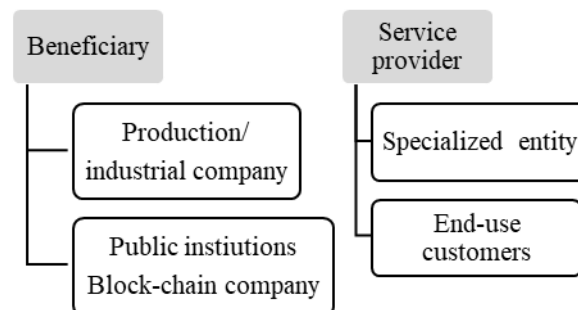 Beneficiary
Production/
industrial company
Public instiutions
Block-chain company
Service
provider
Specialized entity
End-use
customers